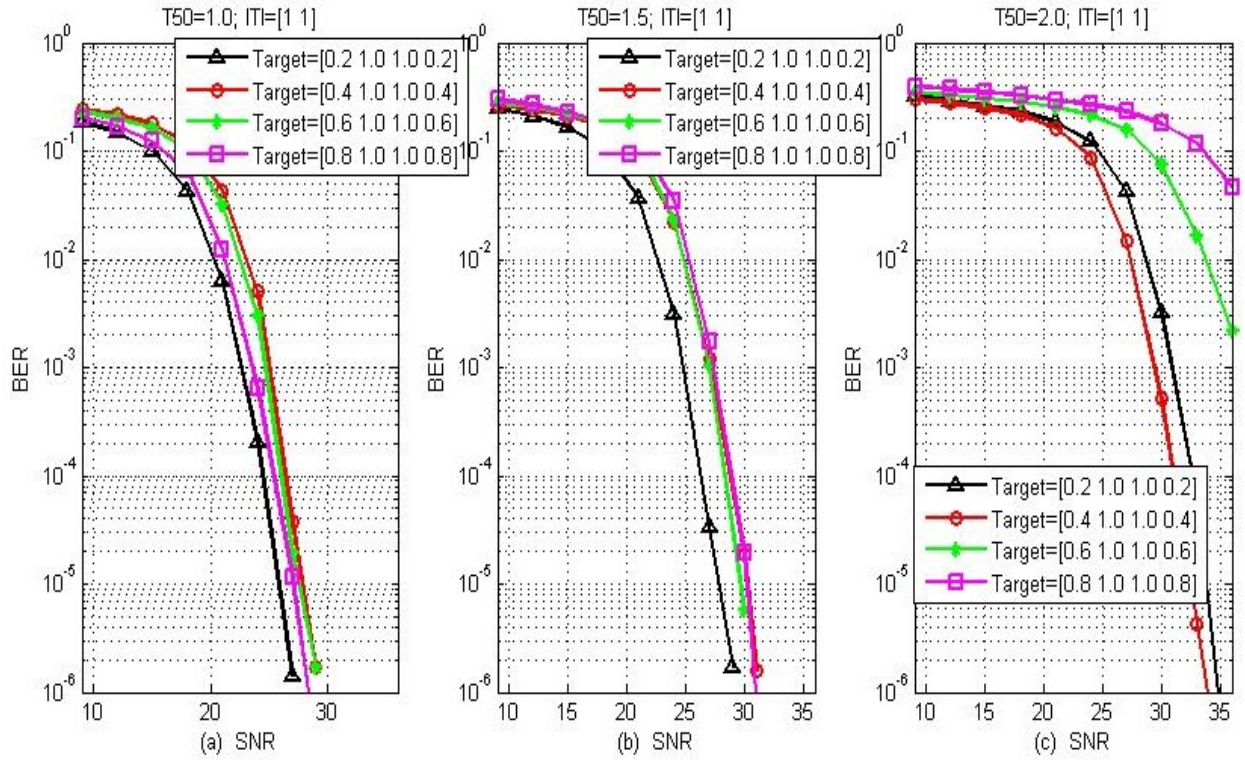 T50=1.0; ITI=[1 1]
10^0
10^-1
10^-2
10^-3
10^-4
10^-5
10^-6
BER
Target=[0.2 1.0 1.0 0.2]
Target=[0.4 1.0 1.0 0.4]
Target=[0.6 1.0 1.0 0.6]
Target=[0.8 1.0 1.0 0.8]
10 20 30
(a) SNR
T50=1.5; ITI=[1 1]
10^0
10^-1
10^-2
10^-3
10^-4
10^-5
10^-6
BER
Target=[0.2 1.0 1.0 0.2]
Target=[0.4 1.0 1.0 0.4]
Target=[0.6 1.0 1.0 0.6]
Target=[0.8 1.0 1.0 0.8]
10 15 20 25 30 35
(b) SNR
T50=2.0; ITI=[1 1]
10^0
10^-1
10^-2
10^-3
10^-4
10^-5
10^-6
BER
Target=[0.2 1.0 1.0 0.2]
Target=[0.4 1.0 1.0 0.4]
Target=[0.6 1.0 1.0 0.6]
Target=[0.8 1.0 1.0 0.8]
10 15 20 25 30 35
(c) SNR